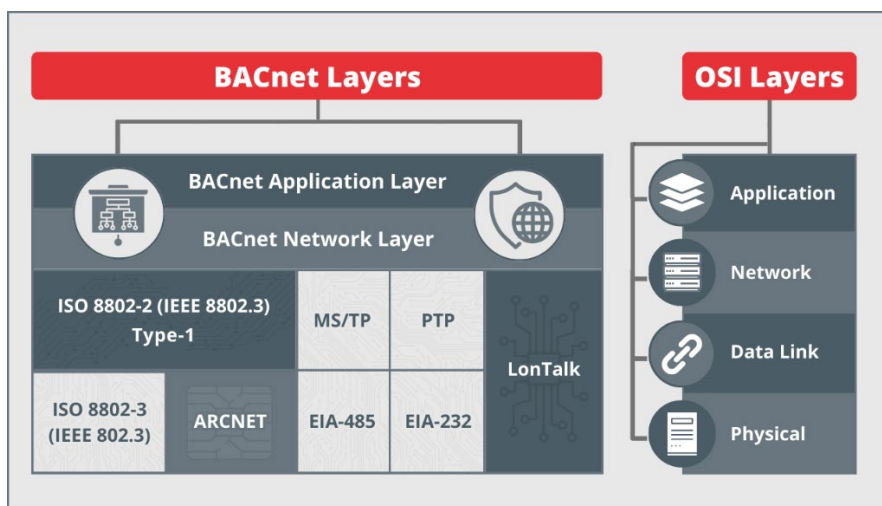 BACnet Layers
OSI Layers
BACnet Application Layer
BACnet Network Layer
ISO 8802-2 (IEEE 8802.3)
Type-1
MS/TP
PTP
LonTalk
ISO 8802-3
(IEEE 802.3)
ARCNET
EIA-485
EIA-232
Application
Network
Data Link
Physical